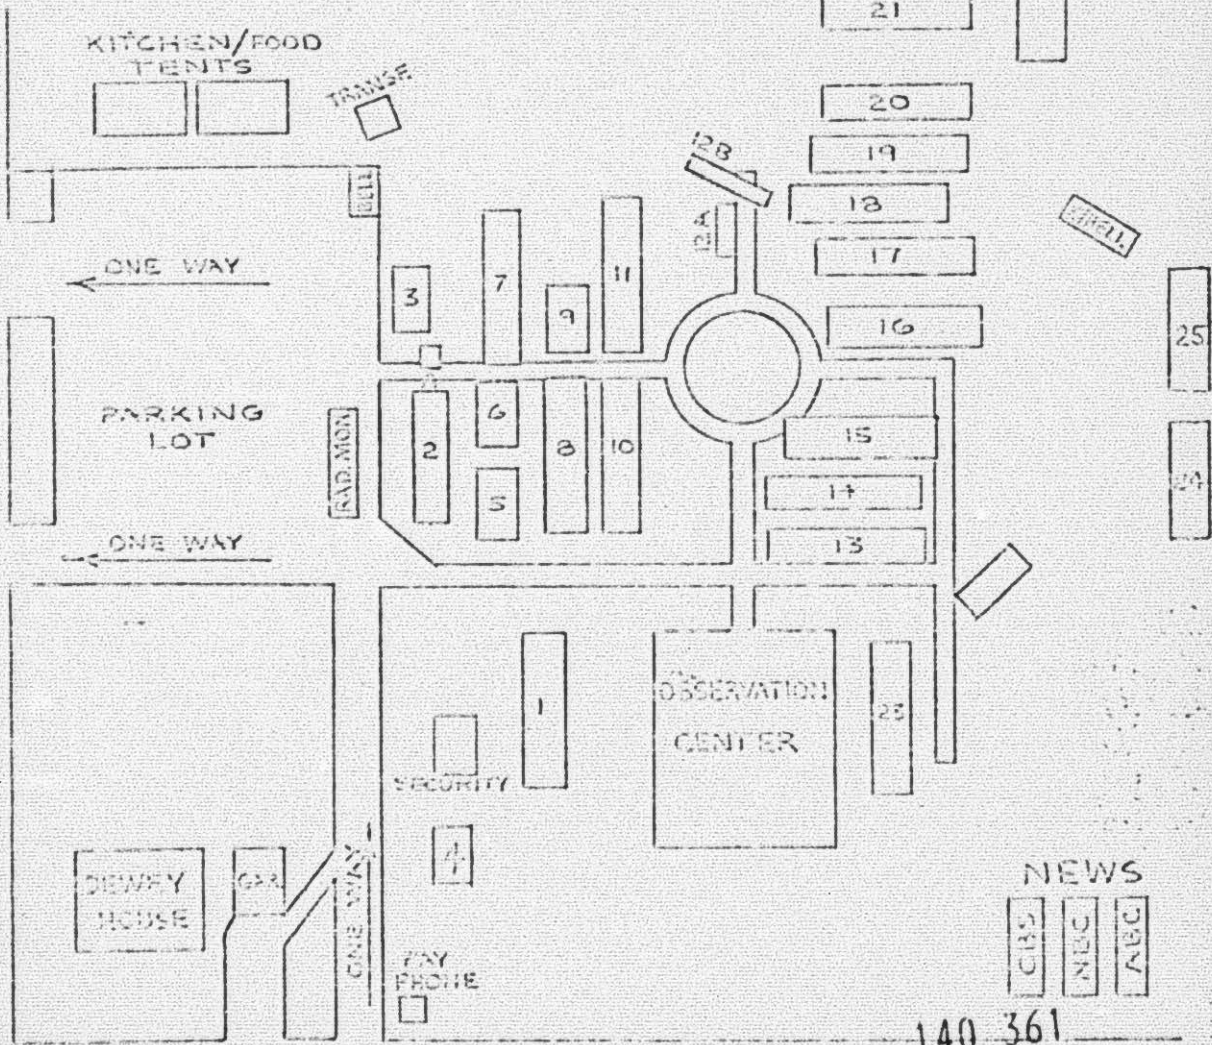 21
KITCHEN/FOOD
TENTS
TRANSF
20
12B
19
BELL
18
12A
ONE WAY
17
3
7
9
11
16
25
PARKING
LOT
RAD. MON.
2
6
8
10
15
14
24
5
13
ONE WAY
1
OBSERVATION
CENTER
23
SECURITY
4
NEWS
DEWEY
HOUSE
GAR
ONE WAY
CBS
NBC
ABC
PAY
PHONE
140 361